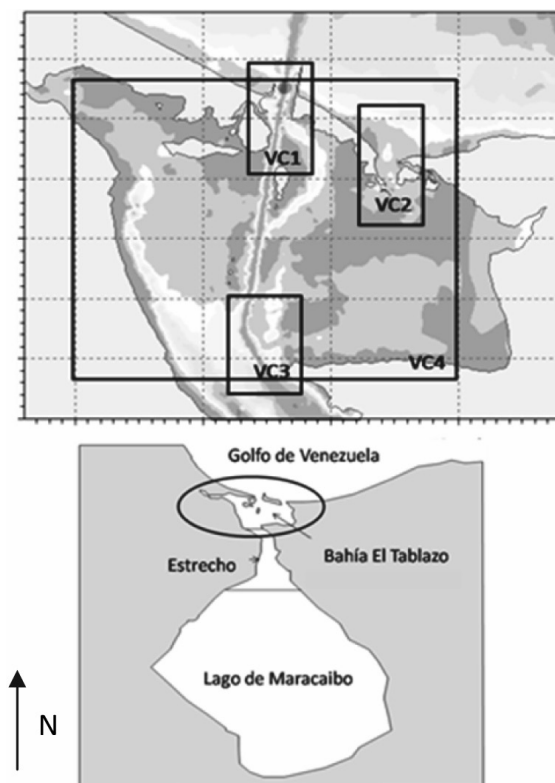 VC1
VC2
VC3
VC4
Golfo de Venezuela
Bahía El Tablazo
Estrecho
Lago de Maracaibo
N